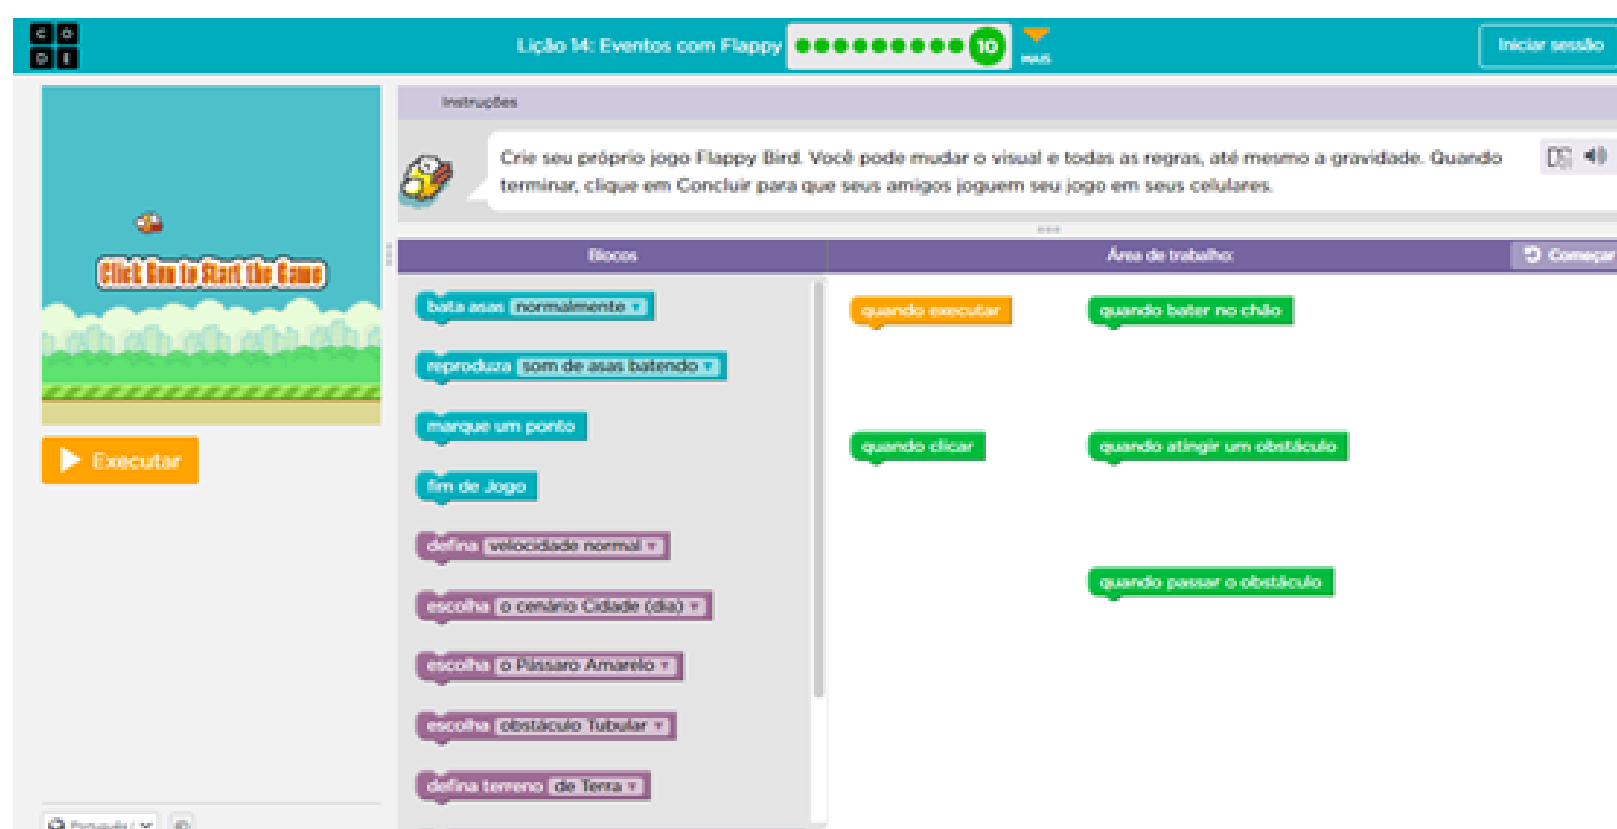 C O
D E
Lição 14: Eventos com Flappy
10
MAIS
Iniciar sessão
Instruções
Crie seu próprio jogo Flappy Bird. Você pode mudar o visual e todas as regras, até mesmo a gravidade. Quando
terminar, clique em Concluir para que seus amigos joguem seu jogo em seus celulares.
Click Run to Start the Game
Executar
Blocos
Área de trabalho:
Começar
bata asas normalmente
reproduza som de asas batendo
marque um ponto
fim de Jogo
defina velocidade normal
escolha o cenário Cidade (dia)
escolha o Pássaro Amarelo
escolha obstáculo Tubular
defina terreno de Terra
quando executar
quando bater no chão
quando clicar
quando atingir um obstáculo
quando passar o obstáculo